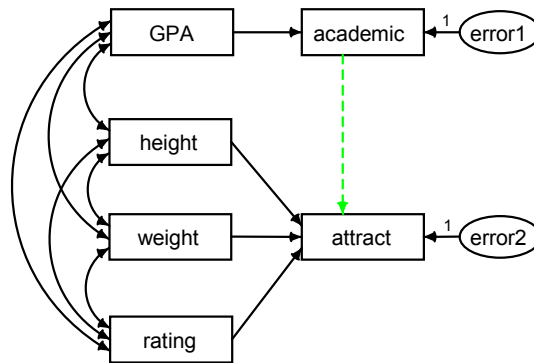 GPA
academic
1
error1
height
weight
attract
1
error2
rating